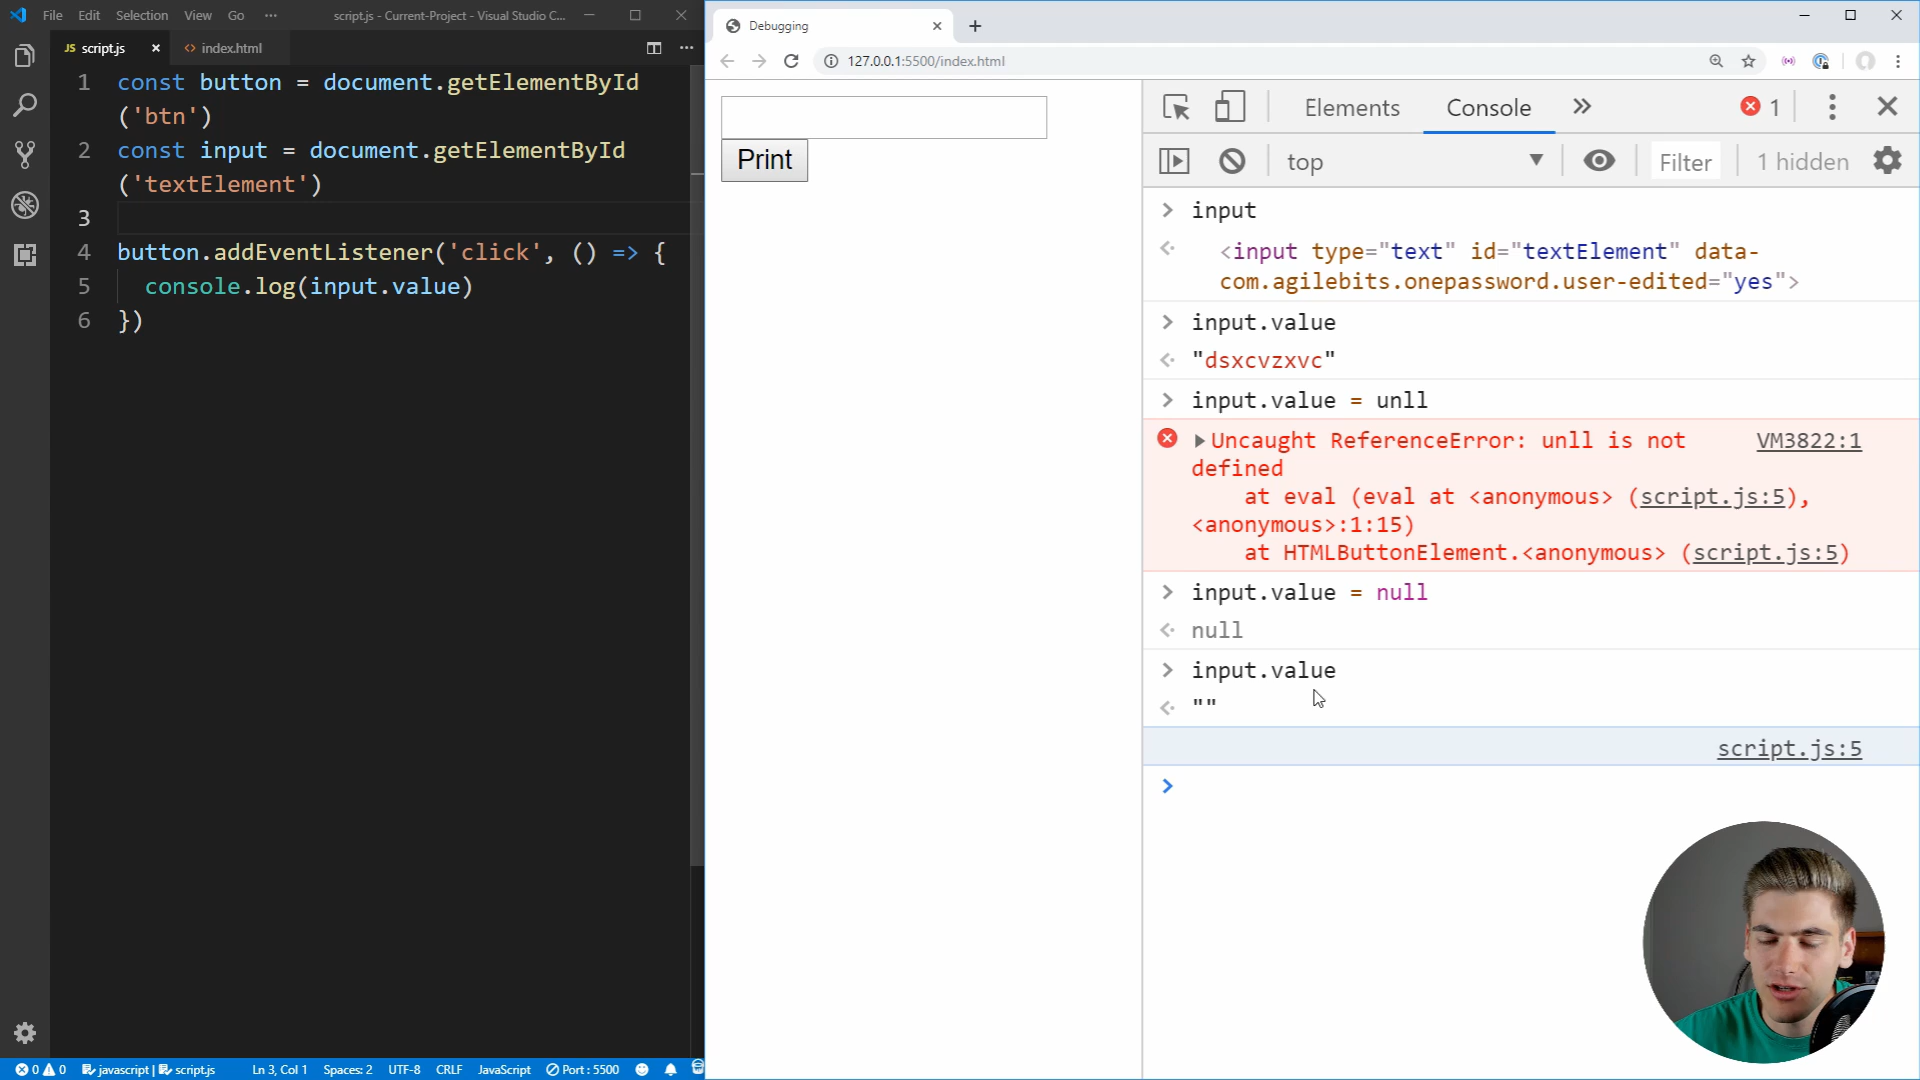 File Edit Selection View Go ··· script.js - Current-Project - Visual Studio C...
JS script.js × <> index.html ···
1 const button = document.getElementById
('btn')
2 const input = document.getElementById
('textElement')
3
4 button.addEventListener('click', () => {
5 console.log(input.value)
6 })
0 0 javascript | script.js Ln 3, Col 1 Spaces: 2 UTF-8 CRLF JavaScript Port : 5500
Debugging
127.0.0.1:5500/index.html
Print
Elements Console » 1
top Filter 1 hidden
> input
<input type="text" id="textElement" data-
com.agilebits.onepassword.user-edited="yes">
> input.value
"dsxcvzxvc"
> input.value = unll
Uncaught ReferenceError: unll is not VM3822:1
defined
at eval (eval at <anonymous> (script.js:5),
<anonymous>:1:15)
at HTMLButtonElement.<anonymous> (script.js:5)
> input.value = null
null
> input.value
""
script.js:5
>